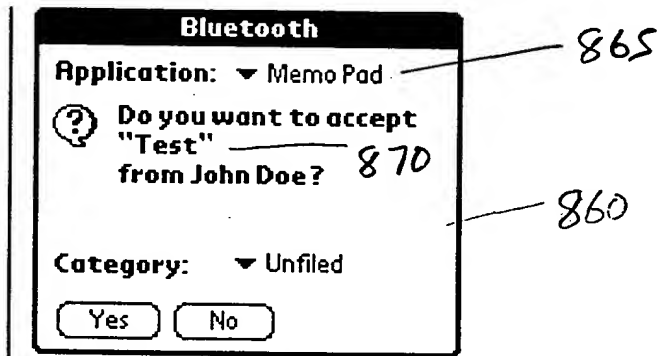 Bluetooth
Application: Memo Pad 865
Do you want to accept
"Test" 870
from John Doe?
860
Category: Unfiled
Yes No